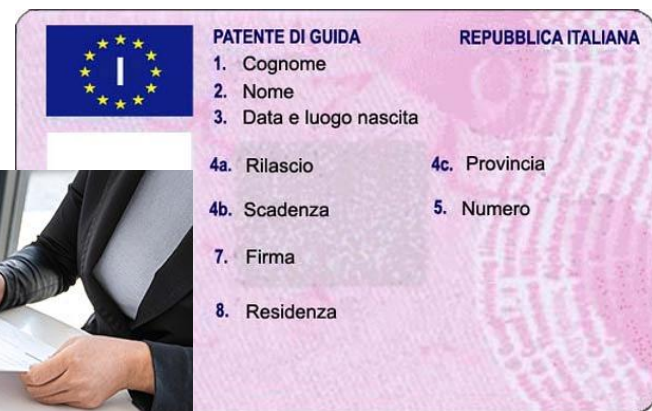 I
PATENTE DI GUIDA REPUBBLICA ITALIANA
1. Cognome
2. Nome
3. Data e luogo nascita
4a. Rilascio 4c. Provincia
4b. Scadenza 5. Numero
7. Firma
8. Residenza